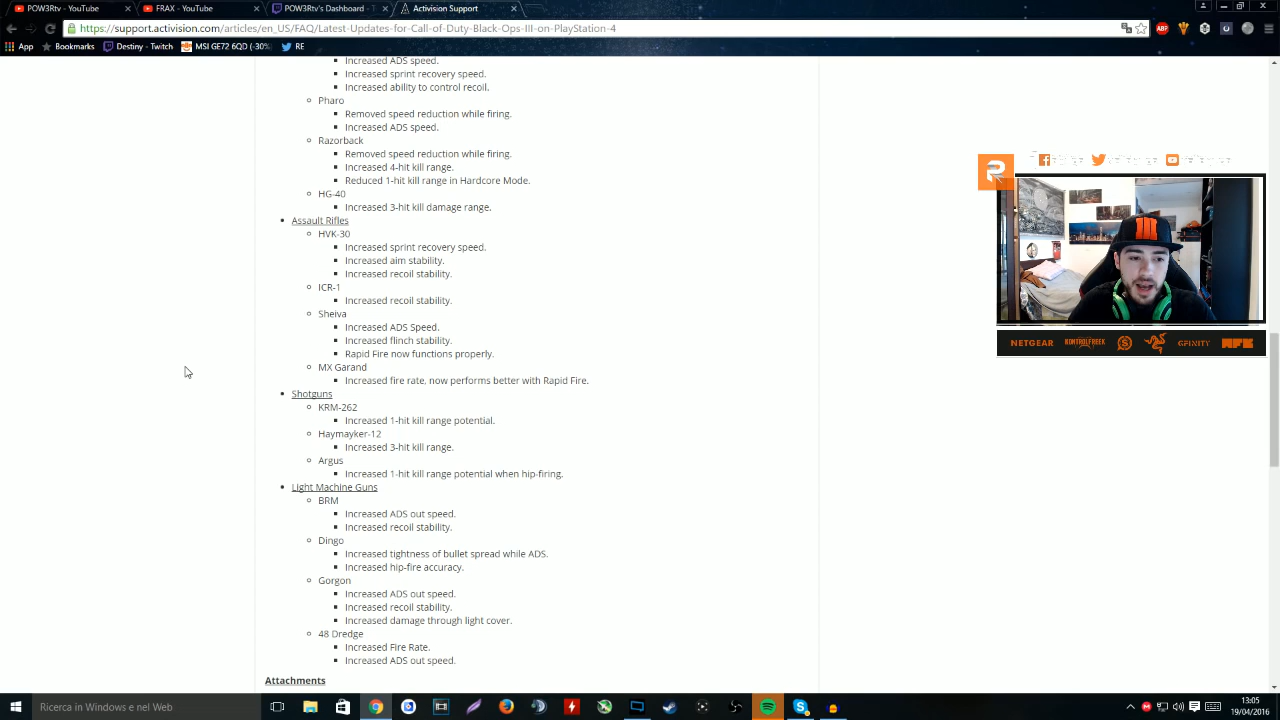 POW3Rtv - YouTube
FRAX - YouTube
POW3Rtv's Dashboard - T
Activision Support
https://support.activision.com/articles/en_US/FAQ/Latest-Updates-for-Call-of-Duty-Black-Ops-III-on-PlayStation-4
App
Bookmarks
Destiny - Twitch
MSI GE72 6QD (-30%)
RE
Increased ADS speed.
Increased sprint recovery speed.
Increased ability to control recoil.
Pharo
Removed speed reduction while firing.
Increased ADS speed.
Razorback
Removed speed reduction while firing.
Increased 4-hit kill range.
Reduced 1-hit kill range in Hardcore Mode.
HG-40
Increased 3-hit kill damage range.
Assault Rifles
HVK-30
Increased sprint recovery speed.
Increased aim stability.
Increased recoil stability.
ICR-1
Increased recoil stability.
Sheiva
Increased ADS Speed.
Increased flinch stability.
Rapid Fire now functions properly.
MX Garand
Increased fire rate, now performs better with Rapid Fire.
Shotguns
KRM-262
Increased 1-hit kill range potential.
Haymayker-12
Increased 3-hit kill range.
Argus
Increased 1-hit kill range potential when hip-firing.
Light Machine Guns
BRM
Increased ADS out speed.
Increased recoil stability.
Dingo
Increased tightness of bullet spread while ADS.
Increased hip-fire accuracy.
Gorgon
Increased ADS out speed.
Increased recoil stability.
Increased damage through light cover.
48 Dredge
Increased Fire Rate.
Increased ADS out speed.
Attachments
NETGEAR
KONTROLFREEK
GFINITY
Ricerca in Windows e nel Web
13:05
19/04/2016